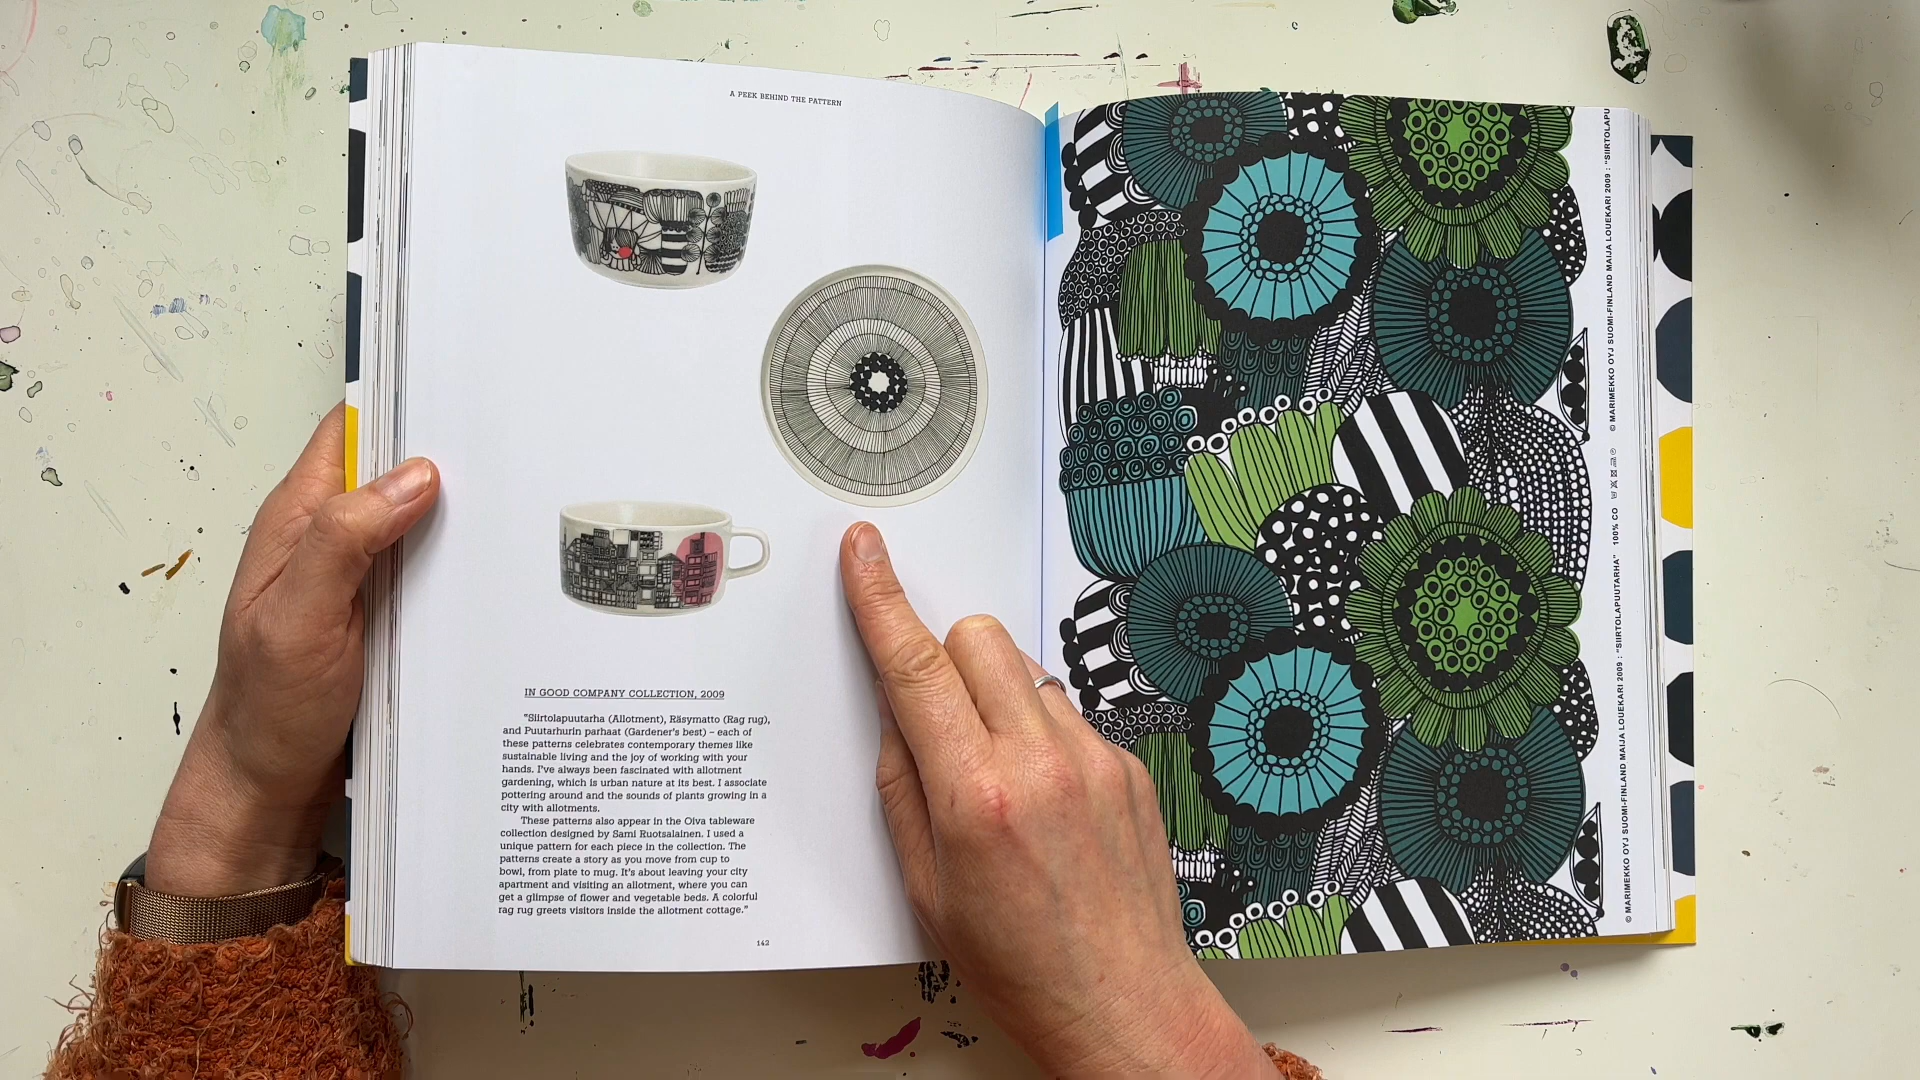 A PEEK BEHIND THE PATTERN
IN GOOD COMPANY COLLECTION, 2009
"Siirtolapuutarha (Allotment), Räsymatto (Rag rug),
and Puutarhurin parhaat (Gardener's best) – each of
these patterns celebrates contemporary themes like
sustainable living and the joy of working with your
hands. I've always been fascinated with allotment
gardening, which is urban nature at its best. I associate
pottering around and the sounds of plants growing in a
city with allotments.
These patterns also appear in the Oiva tableware
collection designed by Sami Ruotsalainen. I used a
unique pattern for each piece in the collection. The
patterns create a story as you move from cup to
bowl, from plate to mug. It's about leaving your city
apartment and visiting an allotment, where you can
get a glimpse of flower and vegetable beds. A colorful
rag rug greets visitors inside the allotment cottage."
142
© MARIMEKKO OYJ SUOMI-FINLAND MAIJA LOUEKARI 2009 : "SIIRTOLAPUUTARHA" 100% CO
© MARIMEKKO OYJ SUOMI-FINLAND MAIJA LOUEKARI 2009 : "SIIRTOLAPU